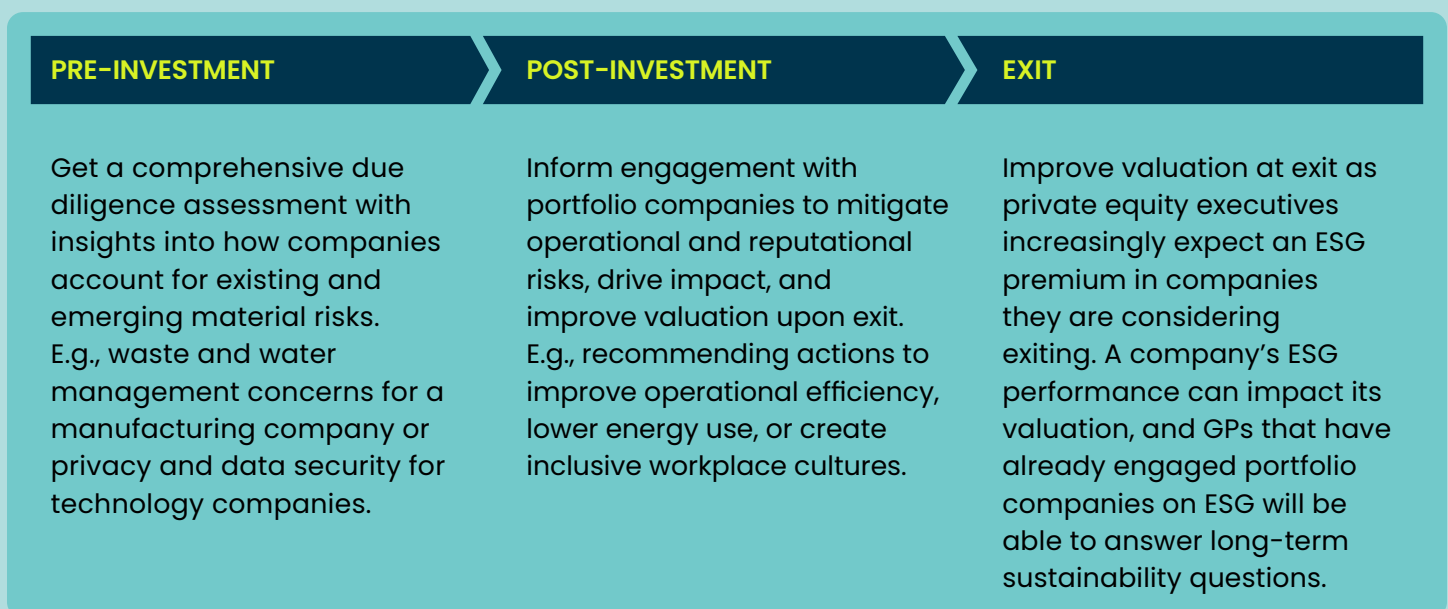 PRE-INVESTMENT
Get a comprehensive due
diligence assessment with
insights into how companies
account for existing and
emerging material risks.
E.g., waste and water
management concerns for a
manufacturing company or
privacy and data security for
technology companies.
POST-INVESTMENT
Inform engagement with
portfolio companies to mitigate
operational and reputational
risks, drive impact, and
improve valuation upon exit.
E.g., recommending actions to
improve operational efficiency,
lower energy use, or create
inclusive workplace cultures.
EXIT
Improve valuation at exit as
private equity executives
increasingly expect an ESG
premium in companies
they are considering
exiting. A company’s ESG
performance can impact its
valuation, and GPs that have
already engaged portfolio
companies on ESG will be
able to answer long-term
sustainability questions.